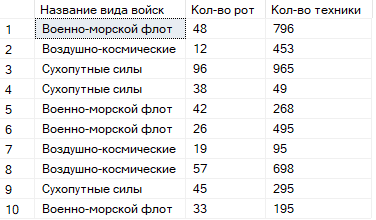 Название вида войск Кол-во рот Кол-во техники
1 Военно-морской флот 48 796
2 Воздушно-космические 12 453
3 Сухопутные силы 96 965
4 Сухопутные силы 38 49
5 Военно-морской флот 42 268
6 Военно-морской флот 26 495
7 Воздушно-космические 19 95
8 Воздушно-космические 57 698
9 Сухопутные силы 45 295
10 Военно-морской флот 33 195